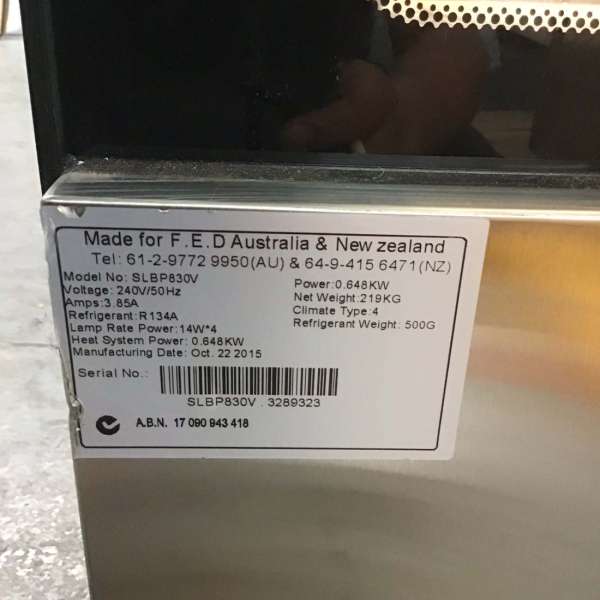 Made for F.E.D Australia & New zealand
Tel: 61-2-9772 9950(AU) & 64-9-415 6471(NZ)
Model No: SLBP830V
Voltage: 240V/50Hz
Amps:3.85A
Refrigerant:R134A
Lamp Rate Power:14W*4
Heat System Power: 0.648KW
Manufacturing Date: Oct. 22 2015
Power:0.648KW
Net Weight:219KG
Climate Type:4
Refrigerant Weight: 500G
Serial No.:
SLBP830V . 3289323
A.B.N. 17 090 943 418